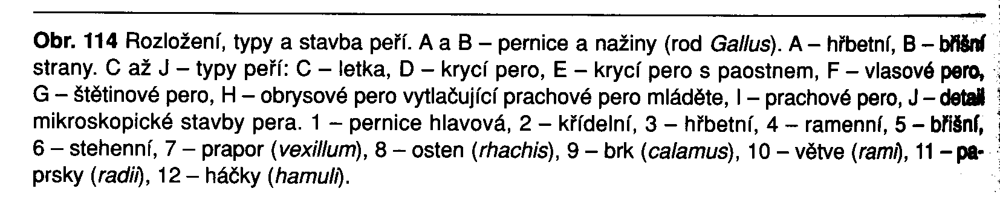 Obr. 114 Rozložení, typy a stavba peří. A a B – pernice a nažiny (rod Gallus). A – hřbetní, B – břišní
strany. C až J – typy peří: C – letka, D – krycí pero, E – krycí pero s paostnem, F – vlasové pero,
G – štětinové pero, H – obrysové pero vytlačující prachové pero mláděte, I – prachové pero, J – detail
mikroskopické stavby pera. 1 – pernice hlavová, 2 – křídelní, 3 – hřbetní, 4 – ramenní, 5 – břišní,
6 – stehenní, 7 – prapor (vexillum), 8 – osten (rhachis), 9 – brk (calamus), 10 – větve (rami), 11 – pa-
prsky (radii), 12 – háčky (hamuli).